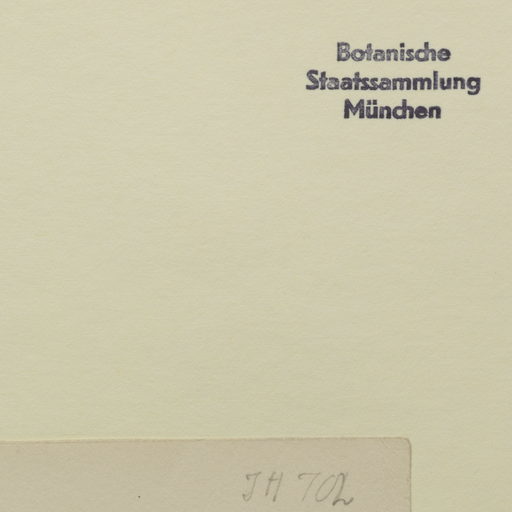 Botanische
Staatssammlung
München
JH 702